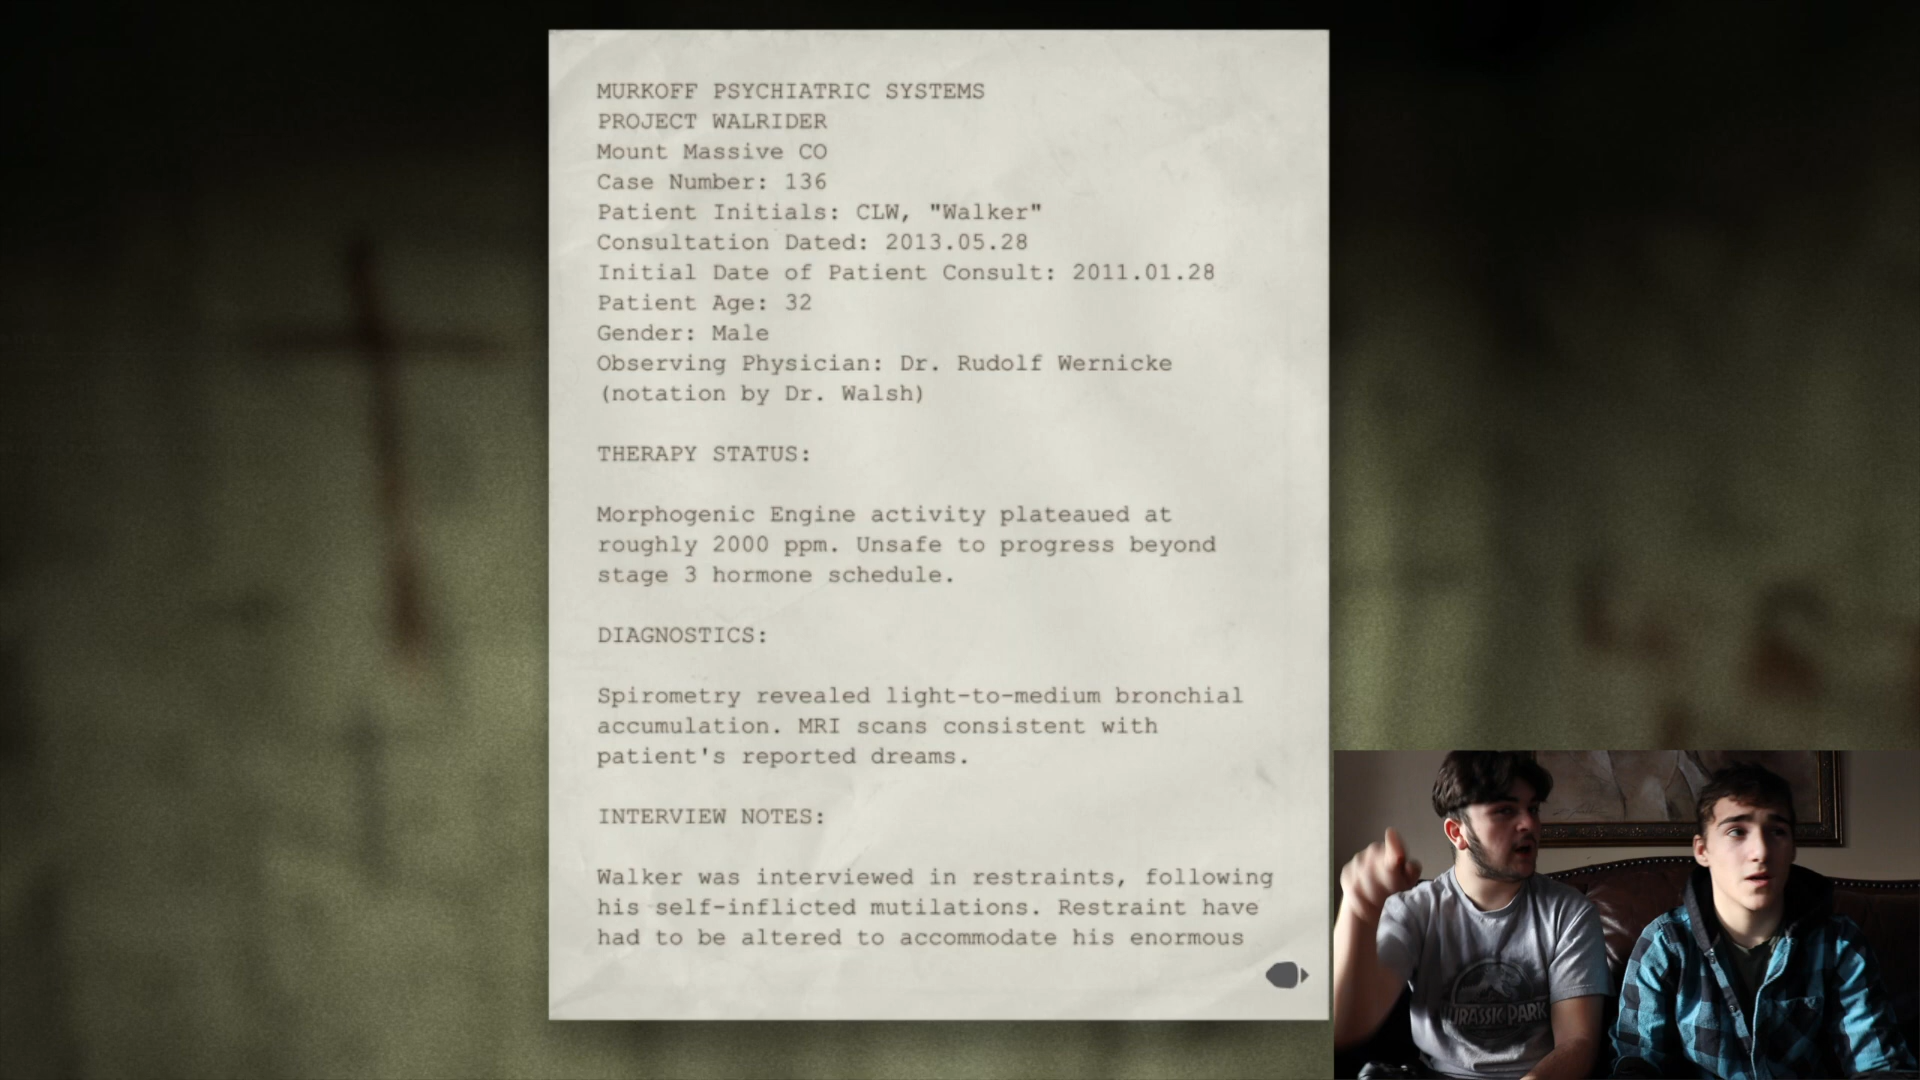 MURKOFF PSYCHIATRIC SYSTEMS
PROJECT WALRIDER
Mount Massive CO
Case Number: 136
Patient Initials: CLW, "Walker"
Consultation Dated: 2013.05.28
Initial Date of Patient Consult: 2011.01.28
Patient Age: 32
Gender: Male
Observing Physician: Dr. Rudolf Wernicke
(notation by Dr. Walsh)
THERAPY STATUS:
Morphogenic Engine activity plateaued at
roughly 2000 ppm. Unsafe to progress beyond
stage 3 hormone schedule.
DIAGNOSTICS:
Spirometry revealed light-to-medium bronchial
accumulation. MRI scans consistent with
patient's reported dreams.
INTERVIEW NOTES:
Walker was interviewed in restraints, following
his self-inflicted mutilations. Restraint have
had to be altered to accommodate his enormous
JURASSIC PARK